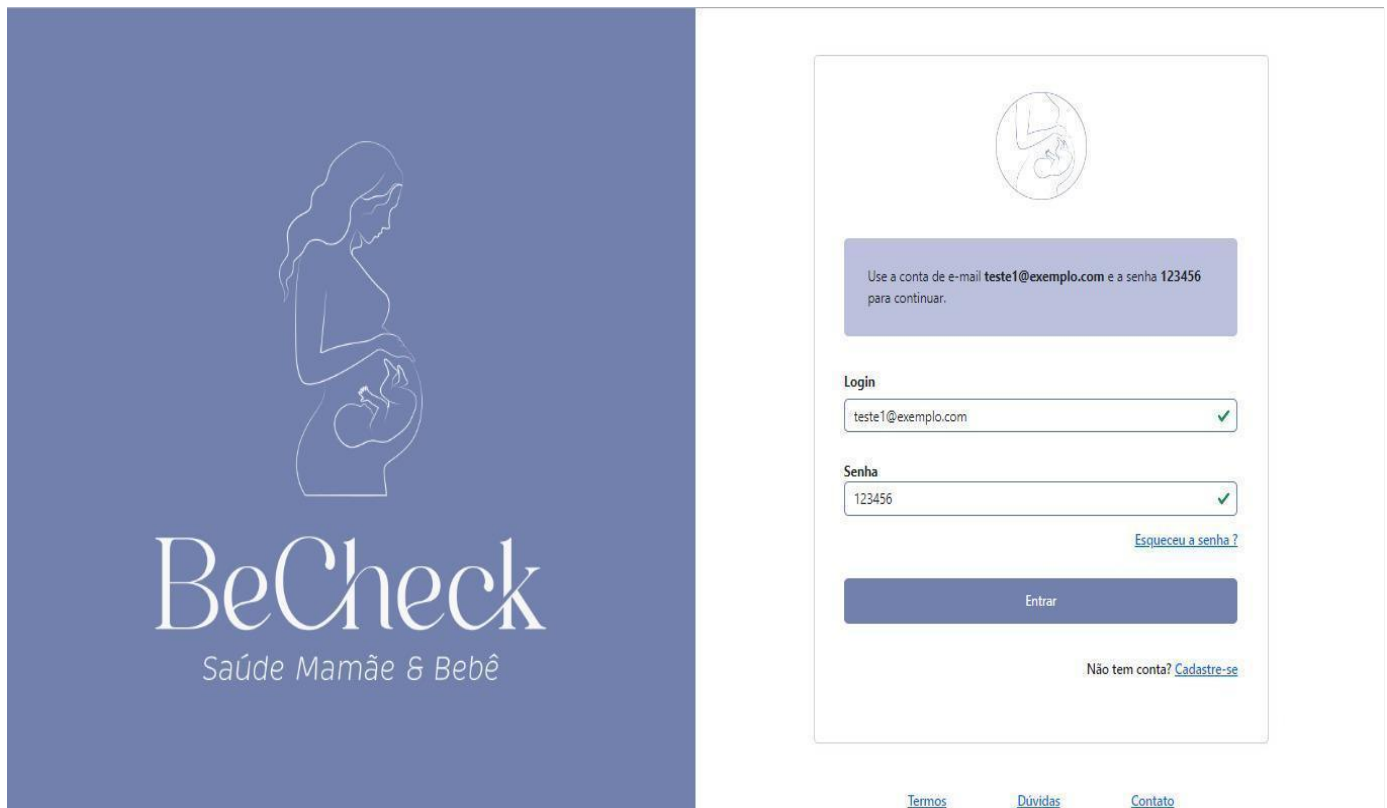 BeCheck
Saúde Mamãe & Bebê
Use a conta de e-mail teste1@exemplo.com e a senha 123456
para continuar.
Login
teste1@exemplo.com
Senha
123456
Esqueceu a senha ?
Entrar
Não tem conta? Cadastre-se
Termos Dúvidas Contato